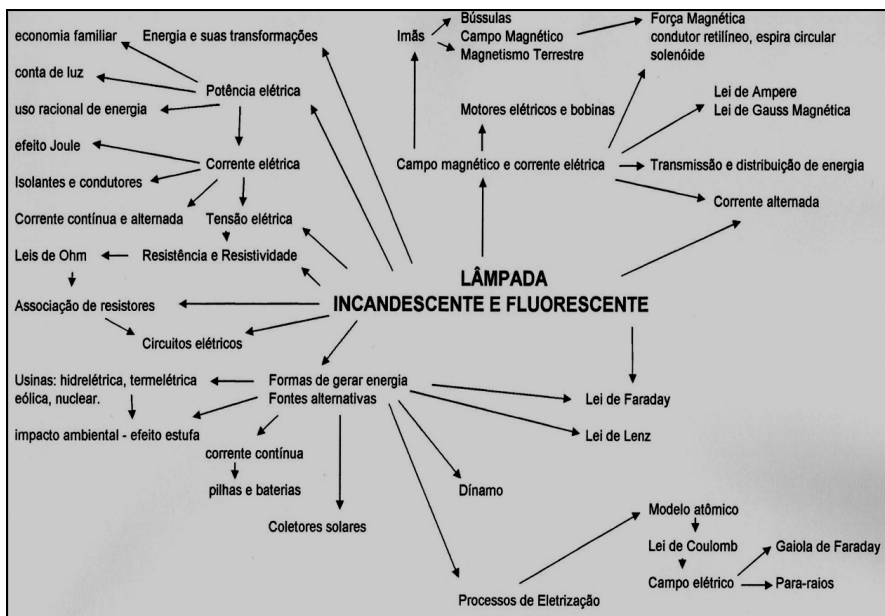 economia familiar
Energia e suas transformações
conta de luz
Potência elétrica
uso racional de energia
efeito Joule
Corrente elétrica
Isolantes e condutores
Corrente contínua e alternada
Tensão elétrica
Leis de Ohm
Resistência e Resistividade
Associação de resistores
Circuitos elétricos
Imãs
Bússulas
Campo Magnético
Magnetismo Terrestre
Força Magnética
condutor retilíneo, espira circular
solenóide
Motores elétricos e bobinas
Lei de Ampere
Lei de Gauss Magnética
Campo magnético e corrente elétrica
Transmissão e distribuição de energia
Corrente alternada
LÂMPADA
INCANDESCENTE E FLUORESCENTE
Usinas: hidrelétrica, termelétrica
eólica, nuclear.
Formas de gerar energia
Fontes alternativas
impacto ambiental - efeito estufa
corrente contínua
pilhas e baterias
Coletores solares
Dínamo
Lei de Faraday
Lei de Lenz
Processos de Eletrização
Modelo atômico
Lei de Coulomb
Campo elétrico
Gaiola de Faraday
Para-raios